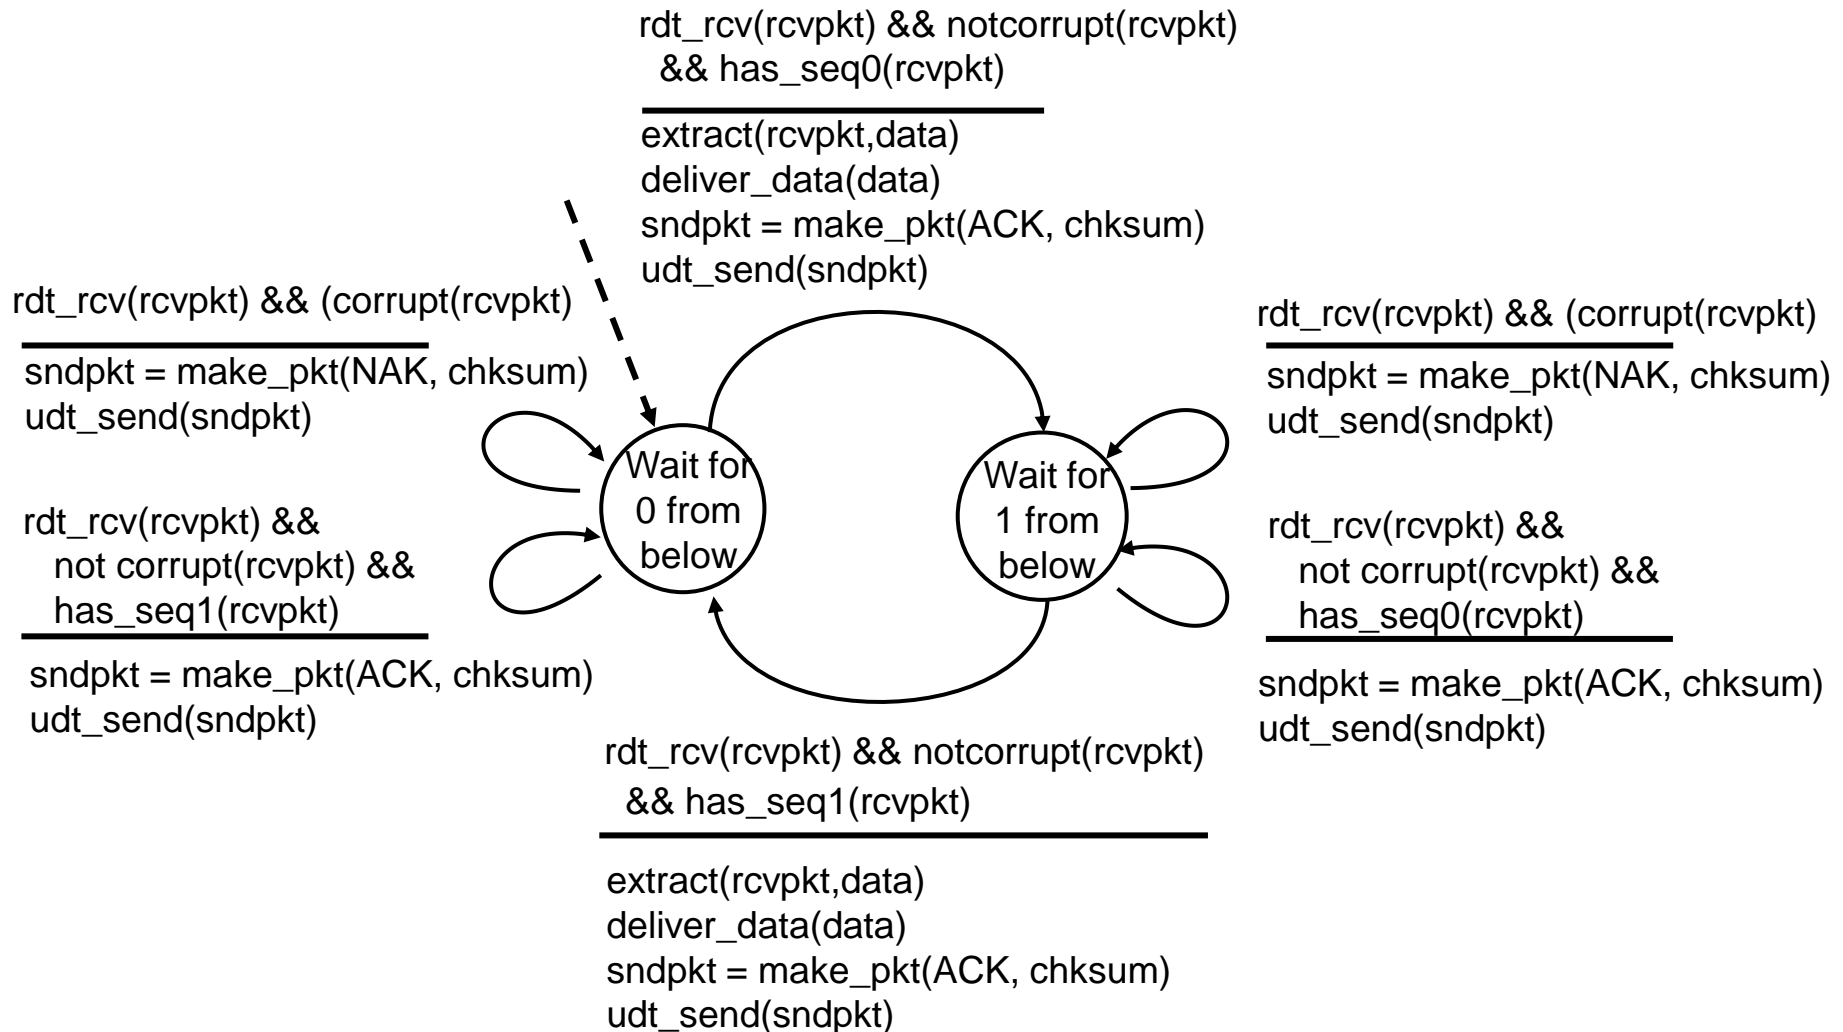 rdt_rcv(rcvpkt) && notcorrupt(rcvpkt)
&& has_seq0(rcvpkt)
extract(rcvpkt,data)
deliver_data(data)
sndpkt = make_pkt(ACK, chksum)
udt_send(sndpkt)
rdt_rcv(rcvpkt) && (corrupt(rcvpkt)
sndpkt = make_pkt(NAK, chksum)
udt_send(sndpkt)
rdt_rcv(rcvpkt) &&
not corrupt(rcvpkt) &&
has_seq1(rcvpkt)
sndpkt = make_pkt(ACK, chksum)
udt_send(sndpkt)
Wait for
0 from
below
Wait for
1 from
below
rdt_rcv(rcvpkt) && (corrupt(rcvpkt)
sndpkt = make_pkt(NAK, chksum)
udt_send(sndpkt)
rdt_rcv(rcvpkt) &&
not corrupt(rcvpkt) &&
has_seq0(rcvpkt)
sndpkt = make_pkt(ACK, chksum)
udt_send(sndpkt)
rdt_rcv(rcvpkt) && notcorrupt(rcvpkt)
&& has_seq1(rcvpkt)
extract(rcvpkt,data)
deliver_data(data)
sndpkt = make_pkt(ACK, chksum)
udt_send(sndpkt)